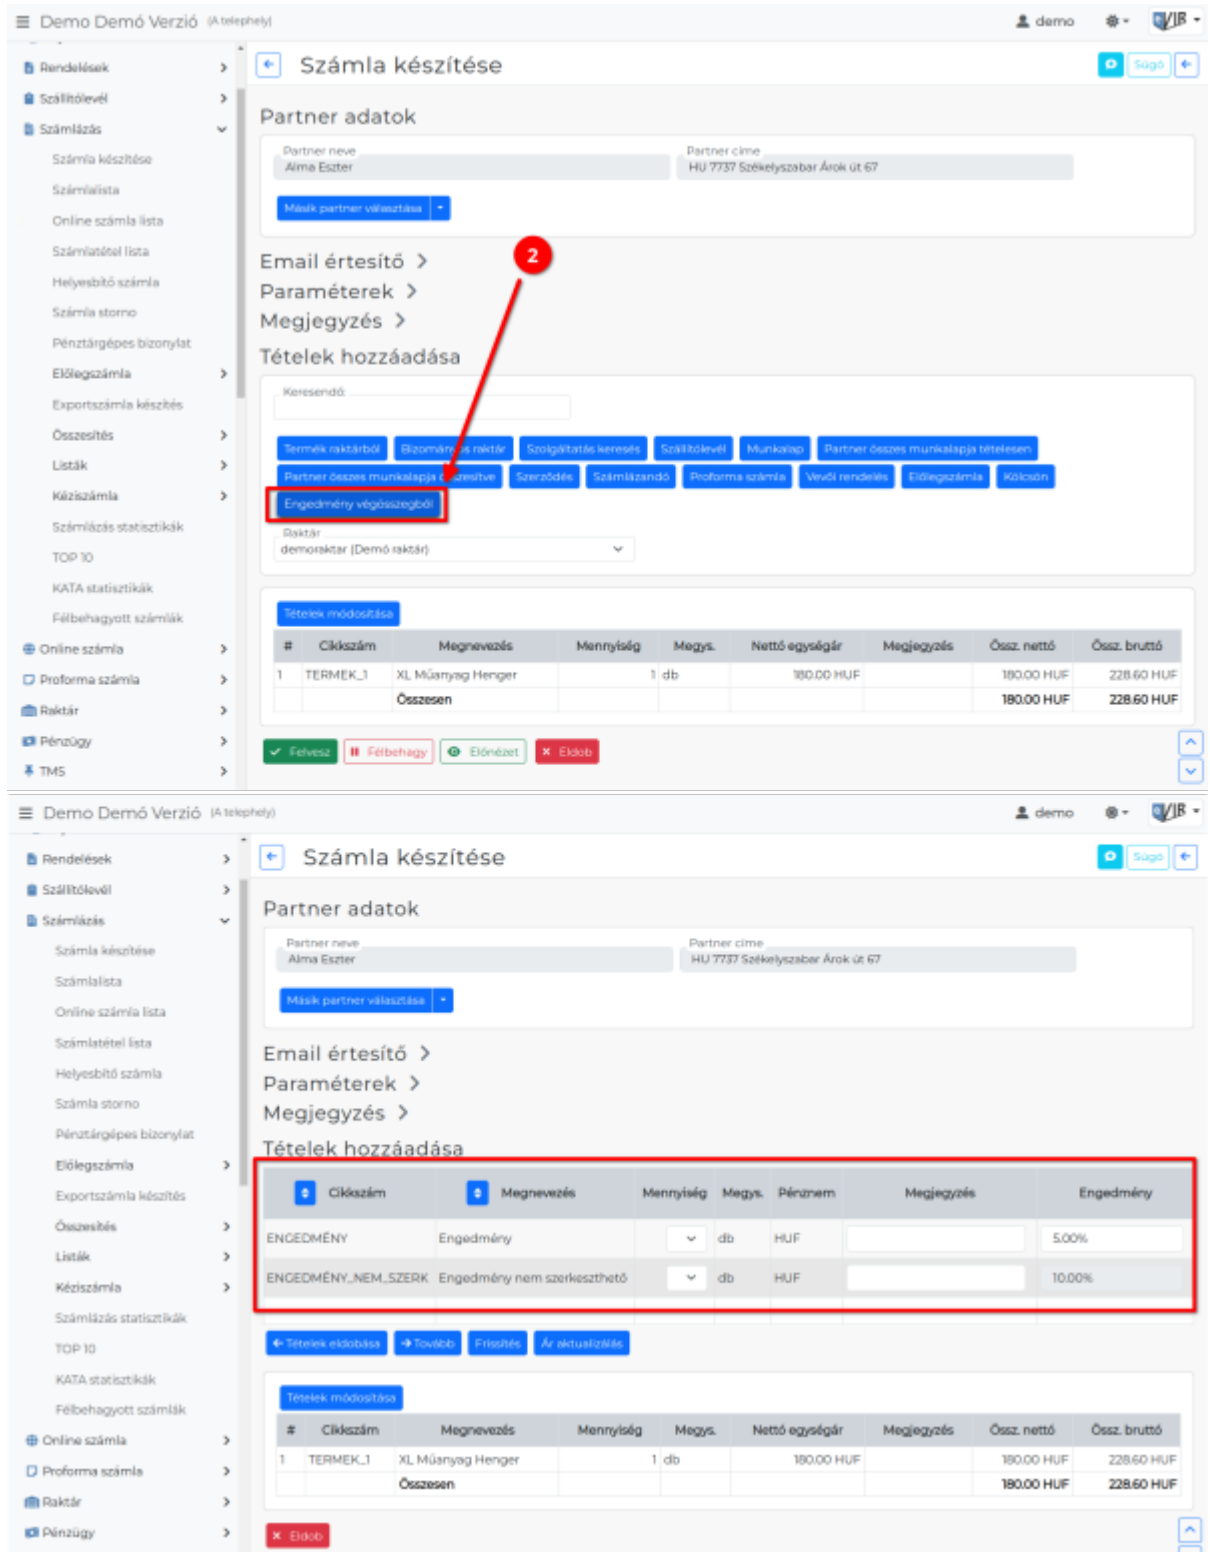 Demo Demó Verzió (A telephely)
demo
VIR
Rendelések
Szállítólevél
Számlázás
Számla készítése
Számlalista
Online számla lista
Számlatétel lista
Helyesbítő számla
Számla storno
Pénztárgépes bizonylat
Előlegszámla
Exportszámla készítés
Összesítés
Listák
Kéziszámla
Számlázás statisztikák
TOP 10
KATA statisztikák
Félbehagyott számlák
Online számla
Proforma számla
Raktár
Pénzügy
TMS
Számla készítése
Súgó
Partner adatok
Partner neve
Alma Eszter
Partner címe
HU 7737 Székelyszabar Árok út 67
Másik partner választása
2
Email értesítő
Paraméterek
Megjegyzés
Tételek hozzáadása
Keresendő:
Termék raktárból Bizományos raktár Szolgáltatás keresés Szállítólevél Munkalap Partner összes munkalapja tételesen
Partner összes munkalapja összesítve Szerződés Számlázandó Proforma számla Vevői rendelés Előlegszámla Kölcsön
Engedmény végösszegből
Raktár
demoraktar (Demó raktár)
Tételek módosítása
# Cikkszám Megnevezés Mennyiség Megys. Nettó egységár Megjegyzés Össz. nettó Össz. bruttó
1 TERMEK_1 XL Műanyag Henger 1 db 180.00 HUF 180.00 HUF 228.60 HUF
Összesen 180.00 HUF 228.60 HUF
Felvesz Félbehagy Előnézet Eldob
Demo Demó Verzió (A telephely)
demo
VIR
Rendelések
Szállítólevél
Számlázás
Számla készítése
Számlalista
Online számla lista
Számlatétel lista
Helyesbítő számla
Számla storno
Pénztárgépes bizonylat
Előlegszámla
Exportszámla készítés
Összesítés
Listák
Kéziszámla
Számlázás statisztikák
TOP 10
KATA statisztikák
Félbehagyott számlák
Online számla
Proforma számla
Raktár
Pénzügy
Számla készítése
Súgó
Partner adatok
Partner neve
Alma Eszter
Partner címe
HU 7737 Székelyszabar Árok út 67
Másik partner választása
Email értesítő
Paraméterek
Megjegyzés
Tételek hozzáadása
Cikkszám Megnevezés Mennyiség Megys. Pénznem Megjegyzés Engedmény
ENGEDMÉNY Engedmény db HUF 5.00%
ENGEDMÉNY_NEM_SZERK Engedmény nem szerkeszthető db HUF 10.00%
Tételek eldobása Tovább Frissítés Ár aktualizálás
Tételek módosítása
# Cikkszám Megnevezés Mennyiség Megys. Nettó egységár Megjegyzés Össz. nettó Össz. bruttó
1 TERMEK_1 XL Műanyag Henger 1 db 180.00 HUF 180.00 HUF 228.60 HUF
Összesen 180.00 HUF 228.60 HUF
Eldob